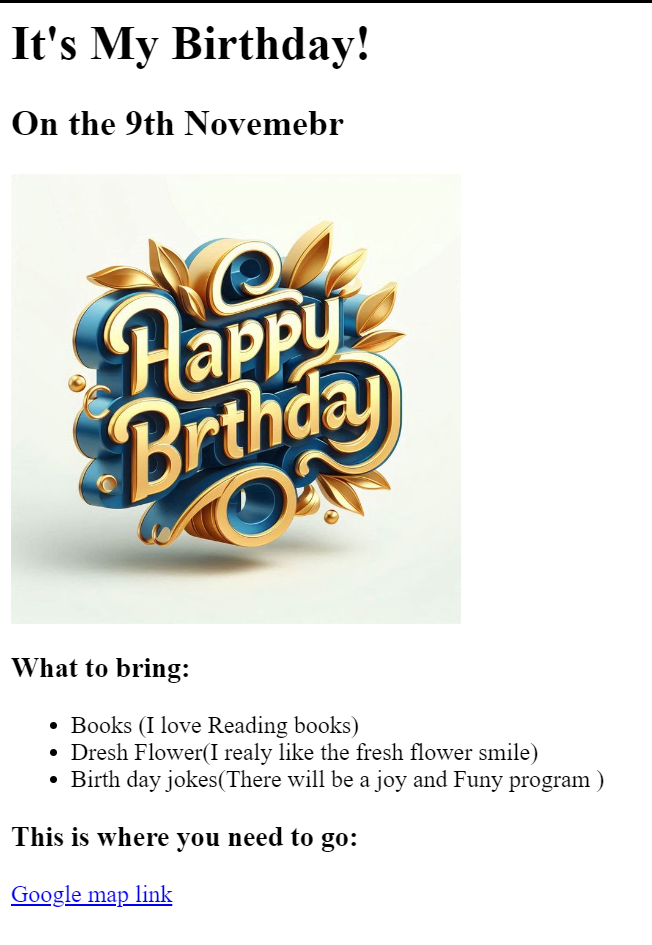 It's My Birthday!
On the 9th Novemebr
Happy
Brthday
What to bring:
• Books (I love Reading books)
• Dresh Flower(I realy like the fresh flower smile)
• Birth day jokes(There will be a joy and Funy program )
This is where you need to go:
Google map link